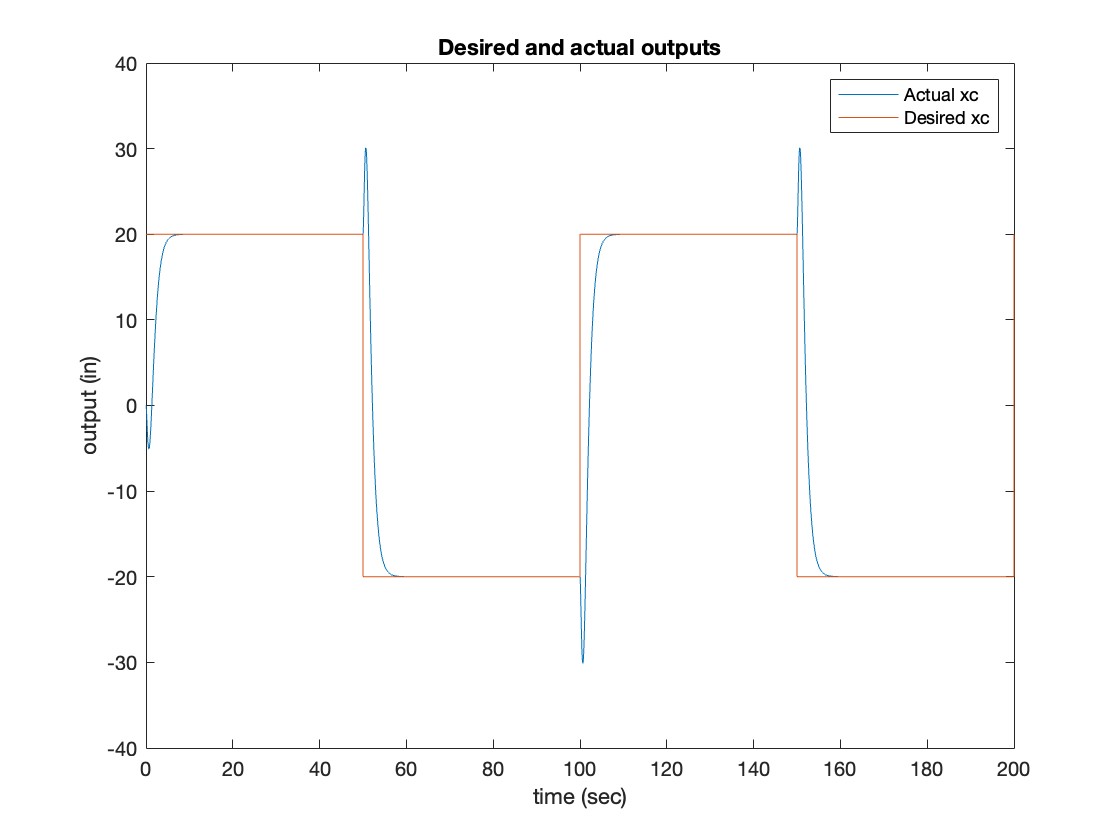 Desired and actual outputs
Actual xc
Desired xc
40
30
20
10
0
-10
-20
-30
-40
output (in)
0 20 40 60 80 100 120 140 160 180 200
time (sec)